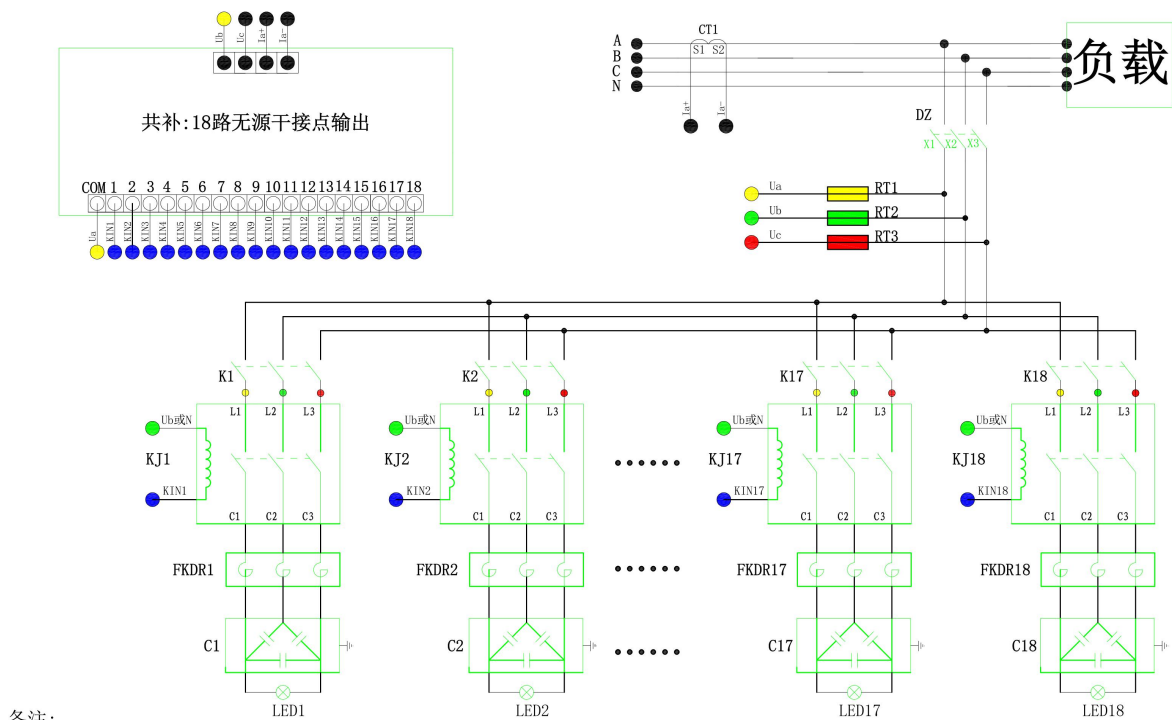 Ub Uc Ia+ Ia-
共补:18路无源干接点输出
COM 1 2 3 4 5 6 7 8 9 10 11 12 13 14 15 16 17 18
Ua KIN1 KIN2 KIN3 KIN4 KIN5 KIN6 KIN7 KIN8 KIN9 KIN10 KIN11 KIN12 KIN13 KIN14 KIN15 KIN16 KIN17 KIN18
CT1
S1 S2
A
B
C
N
负载
Ia+ Ia-
DZ
X1 X2 X3
Ua RT1
Ub RT2
Uc RT3
K1 K2 K17 K18
L1 L2 L3 L1 L2 L3 L1 L2 L3 L1 L2 L3
Ub或N Ub或N Ub或N Ub或N
KJ1 KJ2 KJ17 KJ18
KIN1 KIN2 KIN17 KIN18
C1 C2 C3 C1 C2 C3 C1 C2 C3 C1 C2 C3
FKDR1 FKDR2 FKDR17 FKDR18
C1 C2 C17 C18
LED1 LED2 LED17 LED18
备注: